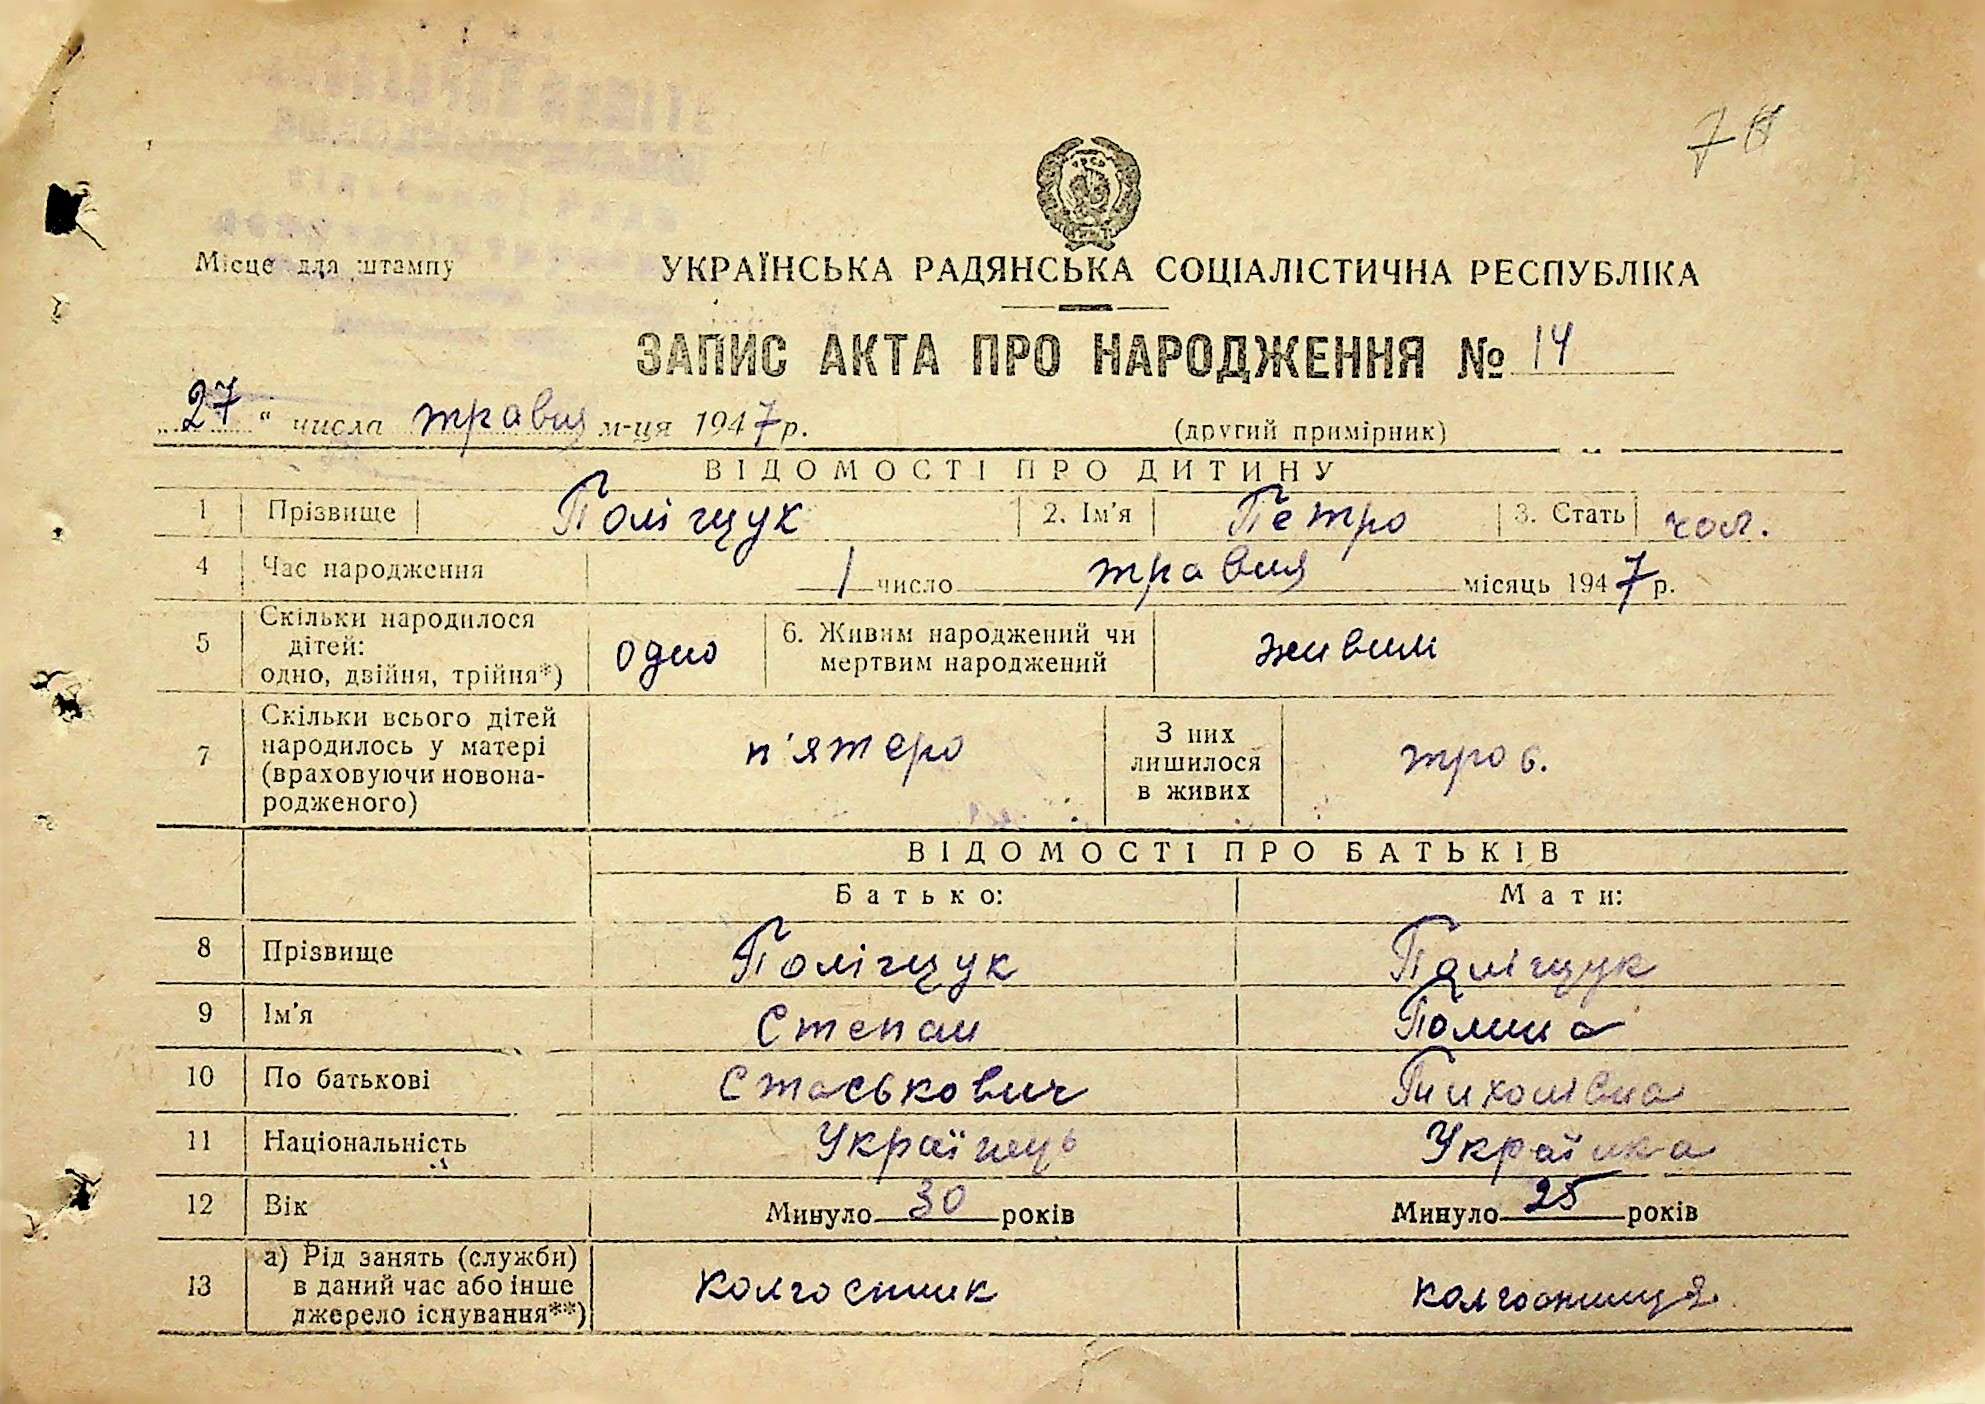 Місце для штампу
УКРАЇНСЬКА РАДЯНСЬКА СОЦІАЛІСТИЧНА РЕСПУБЛІКА
ЗАПИС АКТА ПРО НАРОДЖЕННЯ № 14
„27“ числа травня м-ця 1947 р. (другий примірник)
ВІДОМОСТІ ПРО ДИТИНУ
1 Прізвище Поліщук 2. Ім'я Петро 3. Стать чол.
4 Час народження 1 число травня місяць 1947 р.
5 Скільки народилося
дітей:
одно, двійня, трійня*) одно
6. Живим народжений чи
мертвим народжений живим
7 Скільки всього дітей
народилось у матері
(враховуючи новона-
родженого) п'ятеро
З них
лишилося
в живих троє.
ВІДОМОСТІ ПРО БАТЬКІВ
Батько: Мати:
8 Прізвище Поліщук Поліщук
9 Ім'я Степан
10 По батькові Стаськович Тихонівна
11 Національність Українець Українка
12 Вік Минуло 30 років Минуло 25 років
13 а) Рід занять (служби)
в даний час або інше
джерело існування**) колгоспник колгоспниця